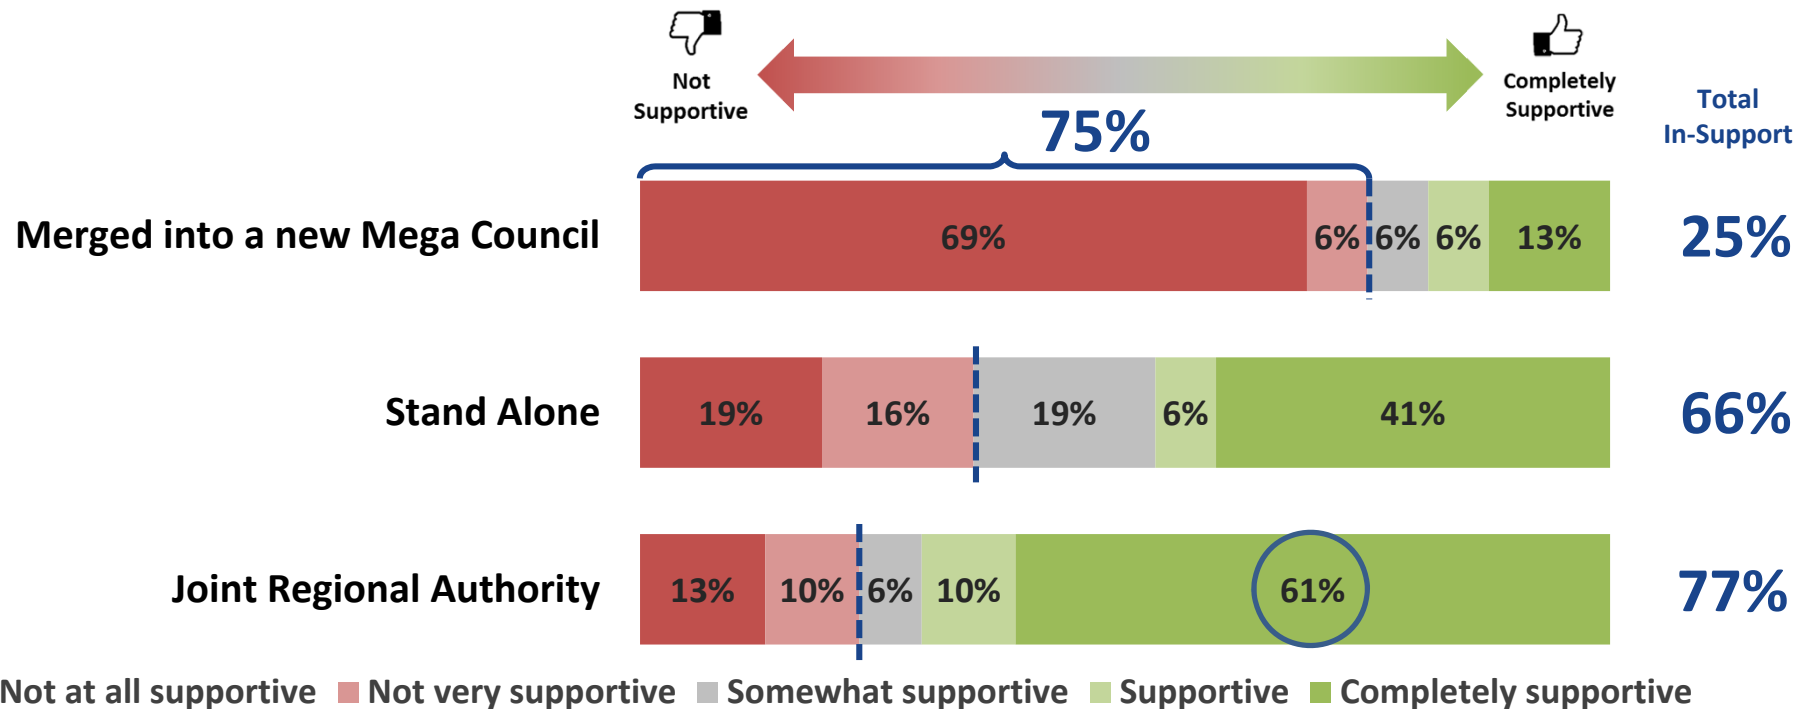 Not
Supportive
Completely
Supportive
75%
Total
In-Support
Merged into a new Mega Council
69%
6%
6%
6%
13%
25%
Stand Alone
19%
16%
19%
6%
41%
66%
Joint Regional Authority
13%
10%
6%
10%
61%
77%
Not at all supportive
Not very supportive
Somewhat supportive
Supportive
Completely supportive